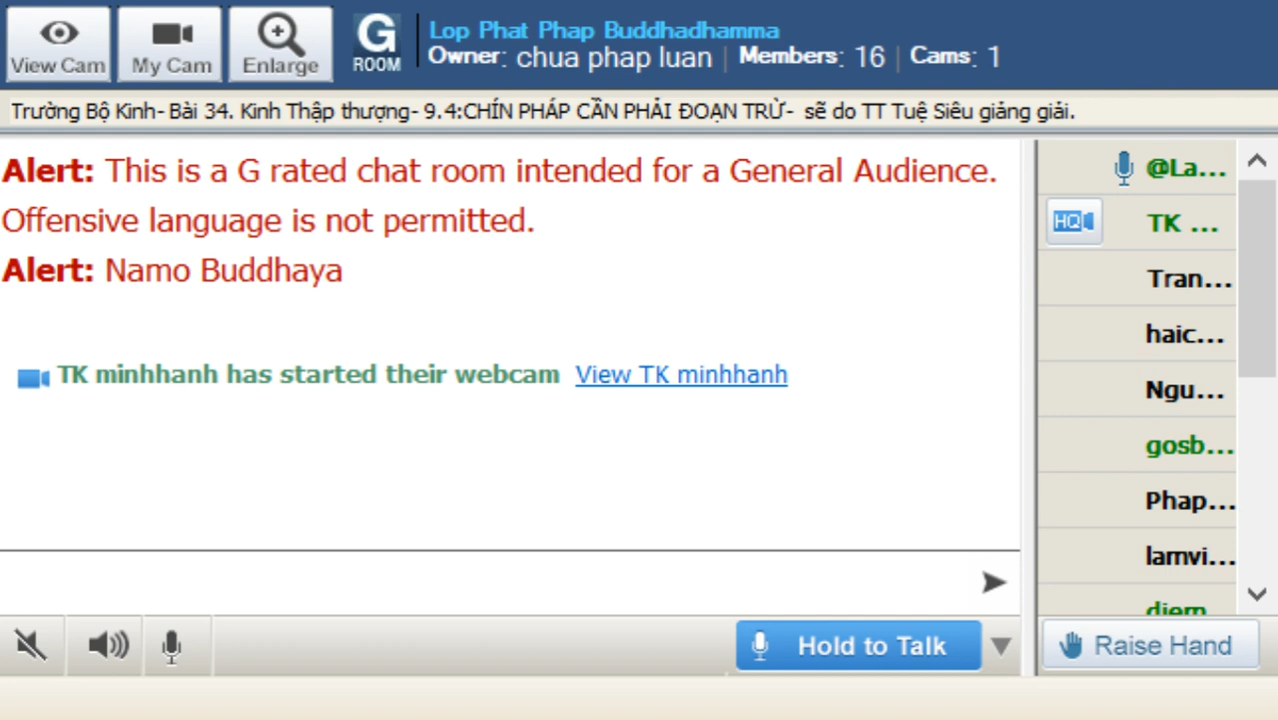 View Cam
My Cam
Enlarge
G
ROOM
Lop Phat Phap Buddhadhamma
Owner: chua phap luan | Members: 16 | Cams: 1
Trường Bộ Kinh- Bài 34. Kinh Thập thượng- 9.4:CHÍN PHÁP CẦN PHẢI ĐOẠN TRỪ- sẽ do TT Tuệ Siêu giảng giải.
Alert: This is a G rated chat room intended for a General Audience.
Offensive language is not permitted.
Alert: Namo Buddhaya
TK minhhanh has started their webcam View TK minhhanh
@La...
HQ
TK ...
Tran...
haic...
Ngu...
gosb...
Phap...
lamvi...
diem
Hold to Talk
Raise Hand